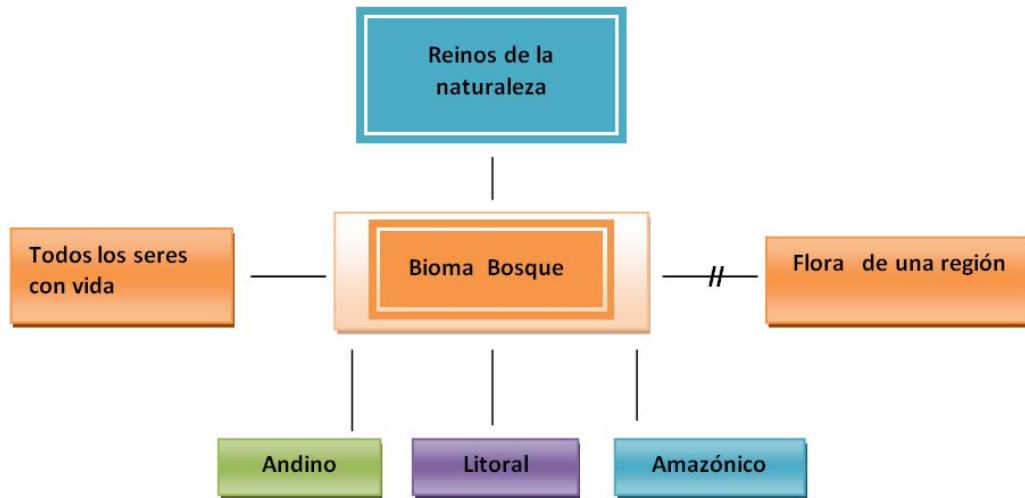 Reinos de la
naturaleza
Todos los seres
con vida
Bioma Bosque
//
Flora de una región
Andino
Litoral
Amazónico